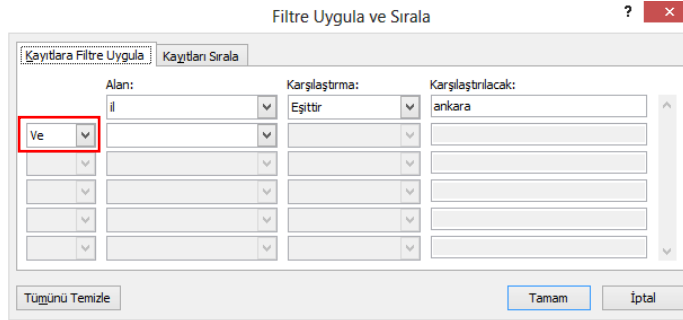 Filtre Uygula ve Sırala
?
Kayıtlara Filtre Uygula
Kayıtları Sırala
Alan: Karşılaştırma: Karşılaştırılacak:
il Eşittir ankara
Ve
Tümünü Temizle Tamam İptal